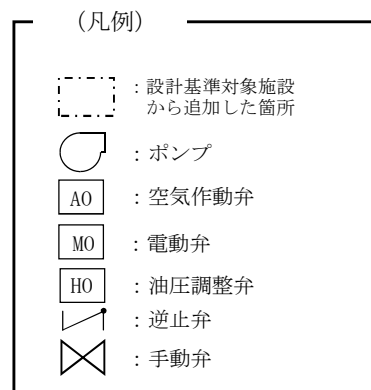 (凡例)
:設計基準対象施設
から追加した箇所
:ポンプ
AO :空気作動弁
MO :電動弁
HO :油圧調整弁
:逆止弁
:手動弁